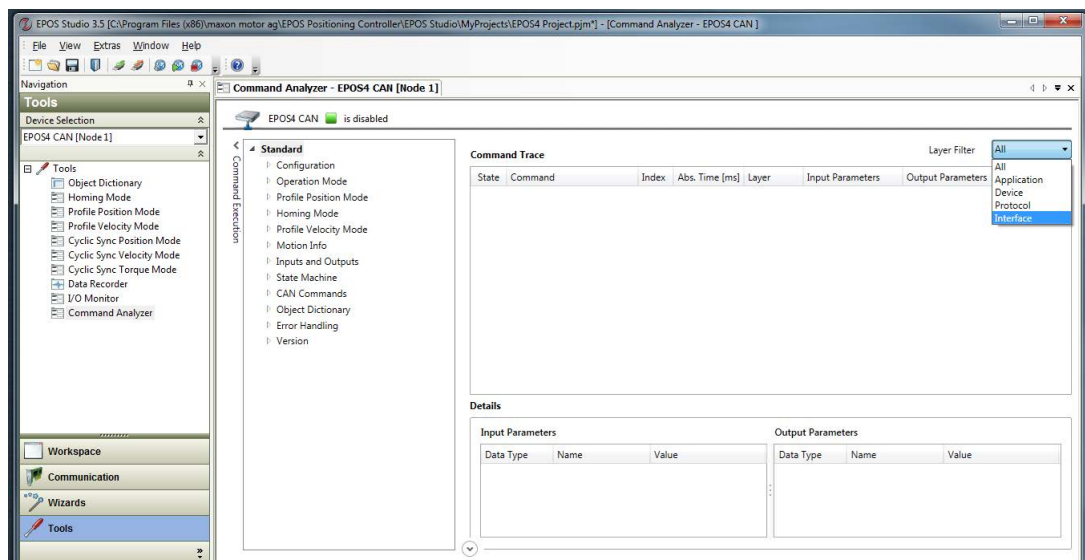 EPOS Studio 3.5 [C:\Program Files (x86)\maxon motor ag\EPOS Positioning Controller\EPOS Studio\MyProjects\EPOS4 Project.pjm*] - [Command Analyzer - EPOS4 CAN ]
File View Extras Window Help
Navigation
Tools
Device Selection
EPOS4 CAN [Node 1]
Tools
Object Dictionary
Homing Mode
Profile Position Mode
Profile Velocity Mode
Cyclic Sync Position Mode
Cyclic Sync Velocity Mode
Cyclic Sync Torque Mode
Data Recorder
I/O Monitor
Command Analyzer
Workspace
Communication
Wizards
Tools
Command Analyzer - EPOS4 CAN [Node 1]
EPOS4 CAN is disabled
Command Execution
Standard
Configuration
Operation Mode
Profile Position Mode
Homing Mode
Profile Velocity Mode
Motion Info
Inputs and Outputs
State Machine
CAN Commands
Object Dictionary
Error Handling
Version
Command Trace
Layer Filter All
State Command Index Abs. Time [ms] Layer Input Parameters Output Parameters
All
Application
Device
Protocol
Interface
Details
Input Parameters
Data Type Name Value
Output Parameters
Data Type Name Value